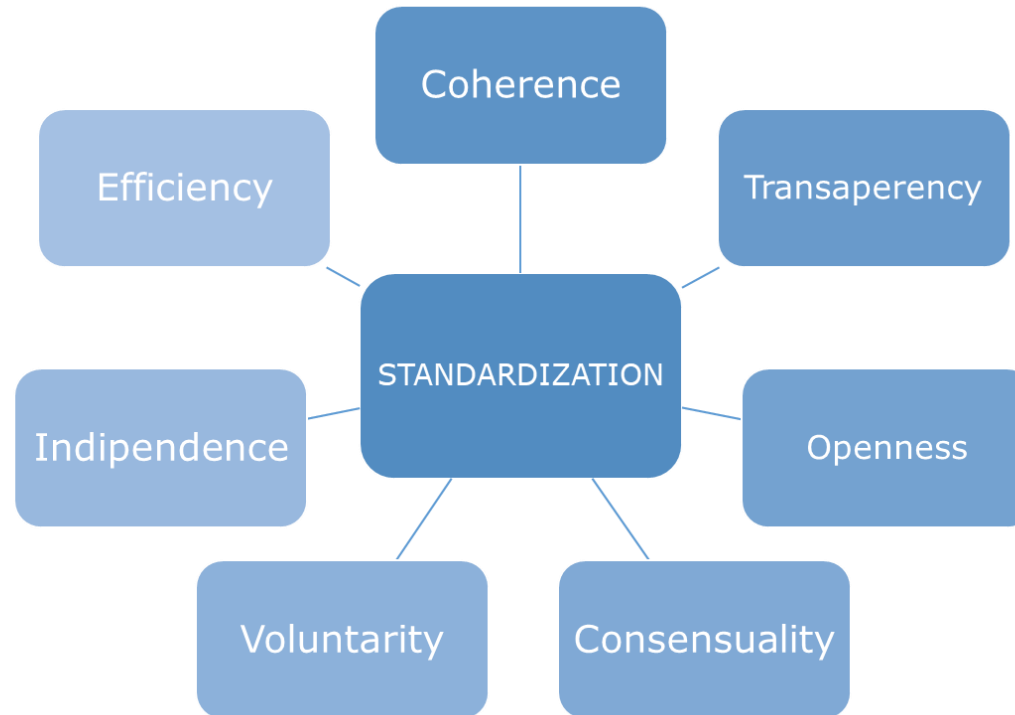 Coherence
Efficiency
Transaperency
STANDARDIZATION
Indipendence
Openness
Voluntarity
Consensuality